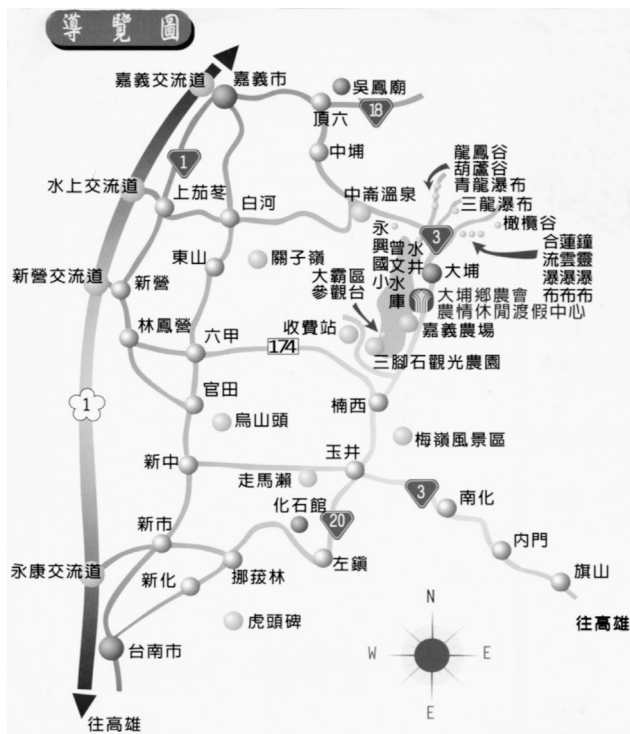 導覽圖
嘉義交流道
嘉義市
吳鳳廟
頂六
18
中埔
1
龍鳳谷
葫蘆谷
青龍瀑布
三龍瀑布
橄欖谷
水上交流道
上茄苳
白河
中崙溫泉
3
合流瀑布
蓮雲瀑布
鐘靈瀑布
永興國小
曾文水庫
水井
大埔
東山
關子嶺
大霸區
參觀台
新營交流道
新營
大埔鄉農會
農情休閒渡假中心
嘉義農場
林鳳營
六甲
174
收費站
三腳石觀光農園
1
官田
烏山頭
楠西
梅嶺風景區
新中
走馬瀨
玉井
3
南化
化石館
20
新市
內門
永康交流道
新化
挪菝林
左鎮
旗山
往高雄
虎頭碑
台南市
N
W
E
E
往高雄